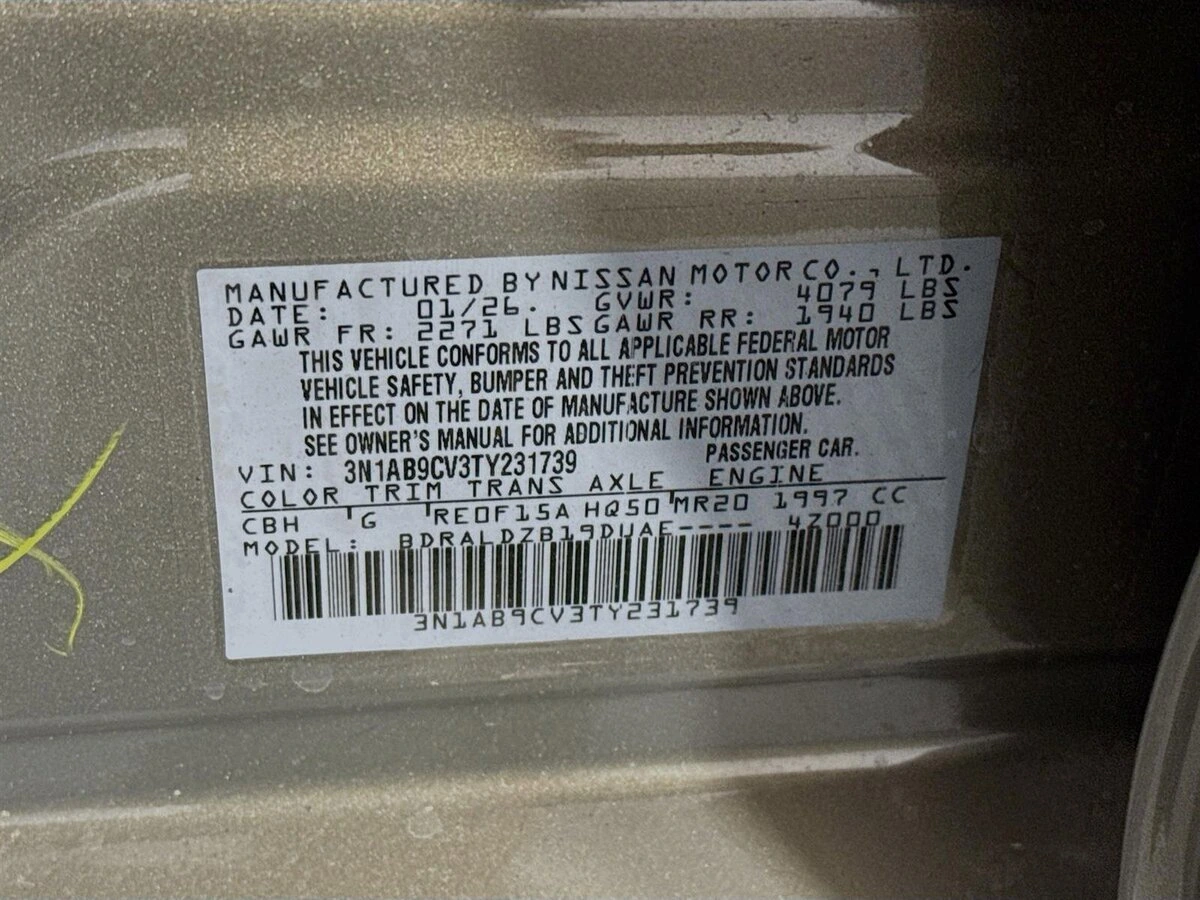 MANUFACTURED BY NISSAN MOTOR CO., LTD.
DATE: 01/26. GVWR: 4079 LBS
GAWR FR: 2271 LBS GAWR RR: 1940 LBS
THIS VEHICLE CONFORMS TO ALL APPLICABLE FEDERAL MOTOR
VEHICLE SAFETY, BUMPER AND THEFT PREVENTION STANDARDS
IN EFFECT ON THE DATE OF MANUFACTURE SHOWN ABOVE.
SEE OWNER'S MANUAL FOR ADDITIONAL INFORMATION.
VIN: 3N1AB9CV3TY231739 PASSENGER CAR.
COLOR TRIM TRANS AXLE ENGINE
CBH G RE0F15A HQ50 MR20 1997 CC
MODEL: BDRALDZB19DUAE---- 4Z000
3N1AB9CV3TY231739